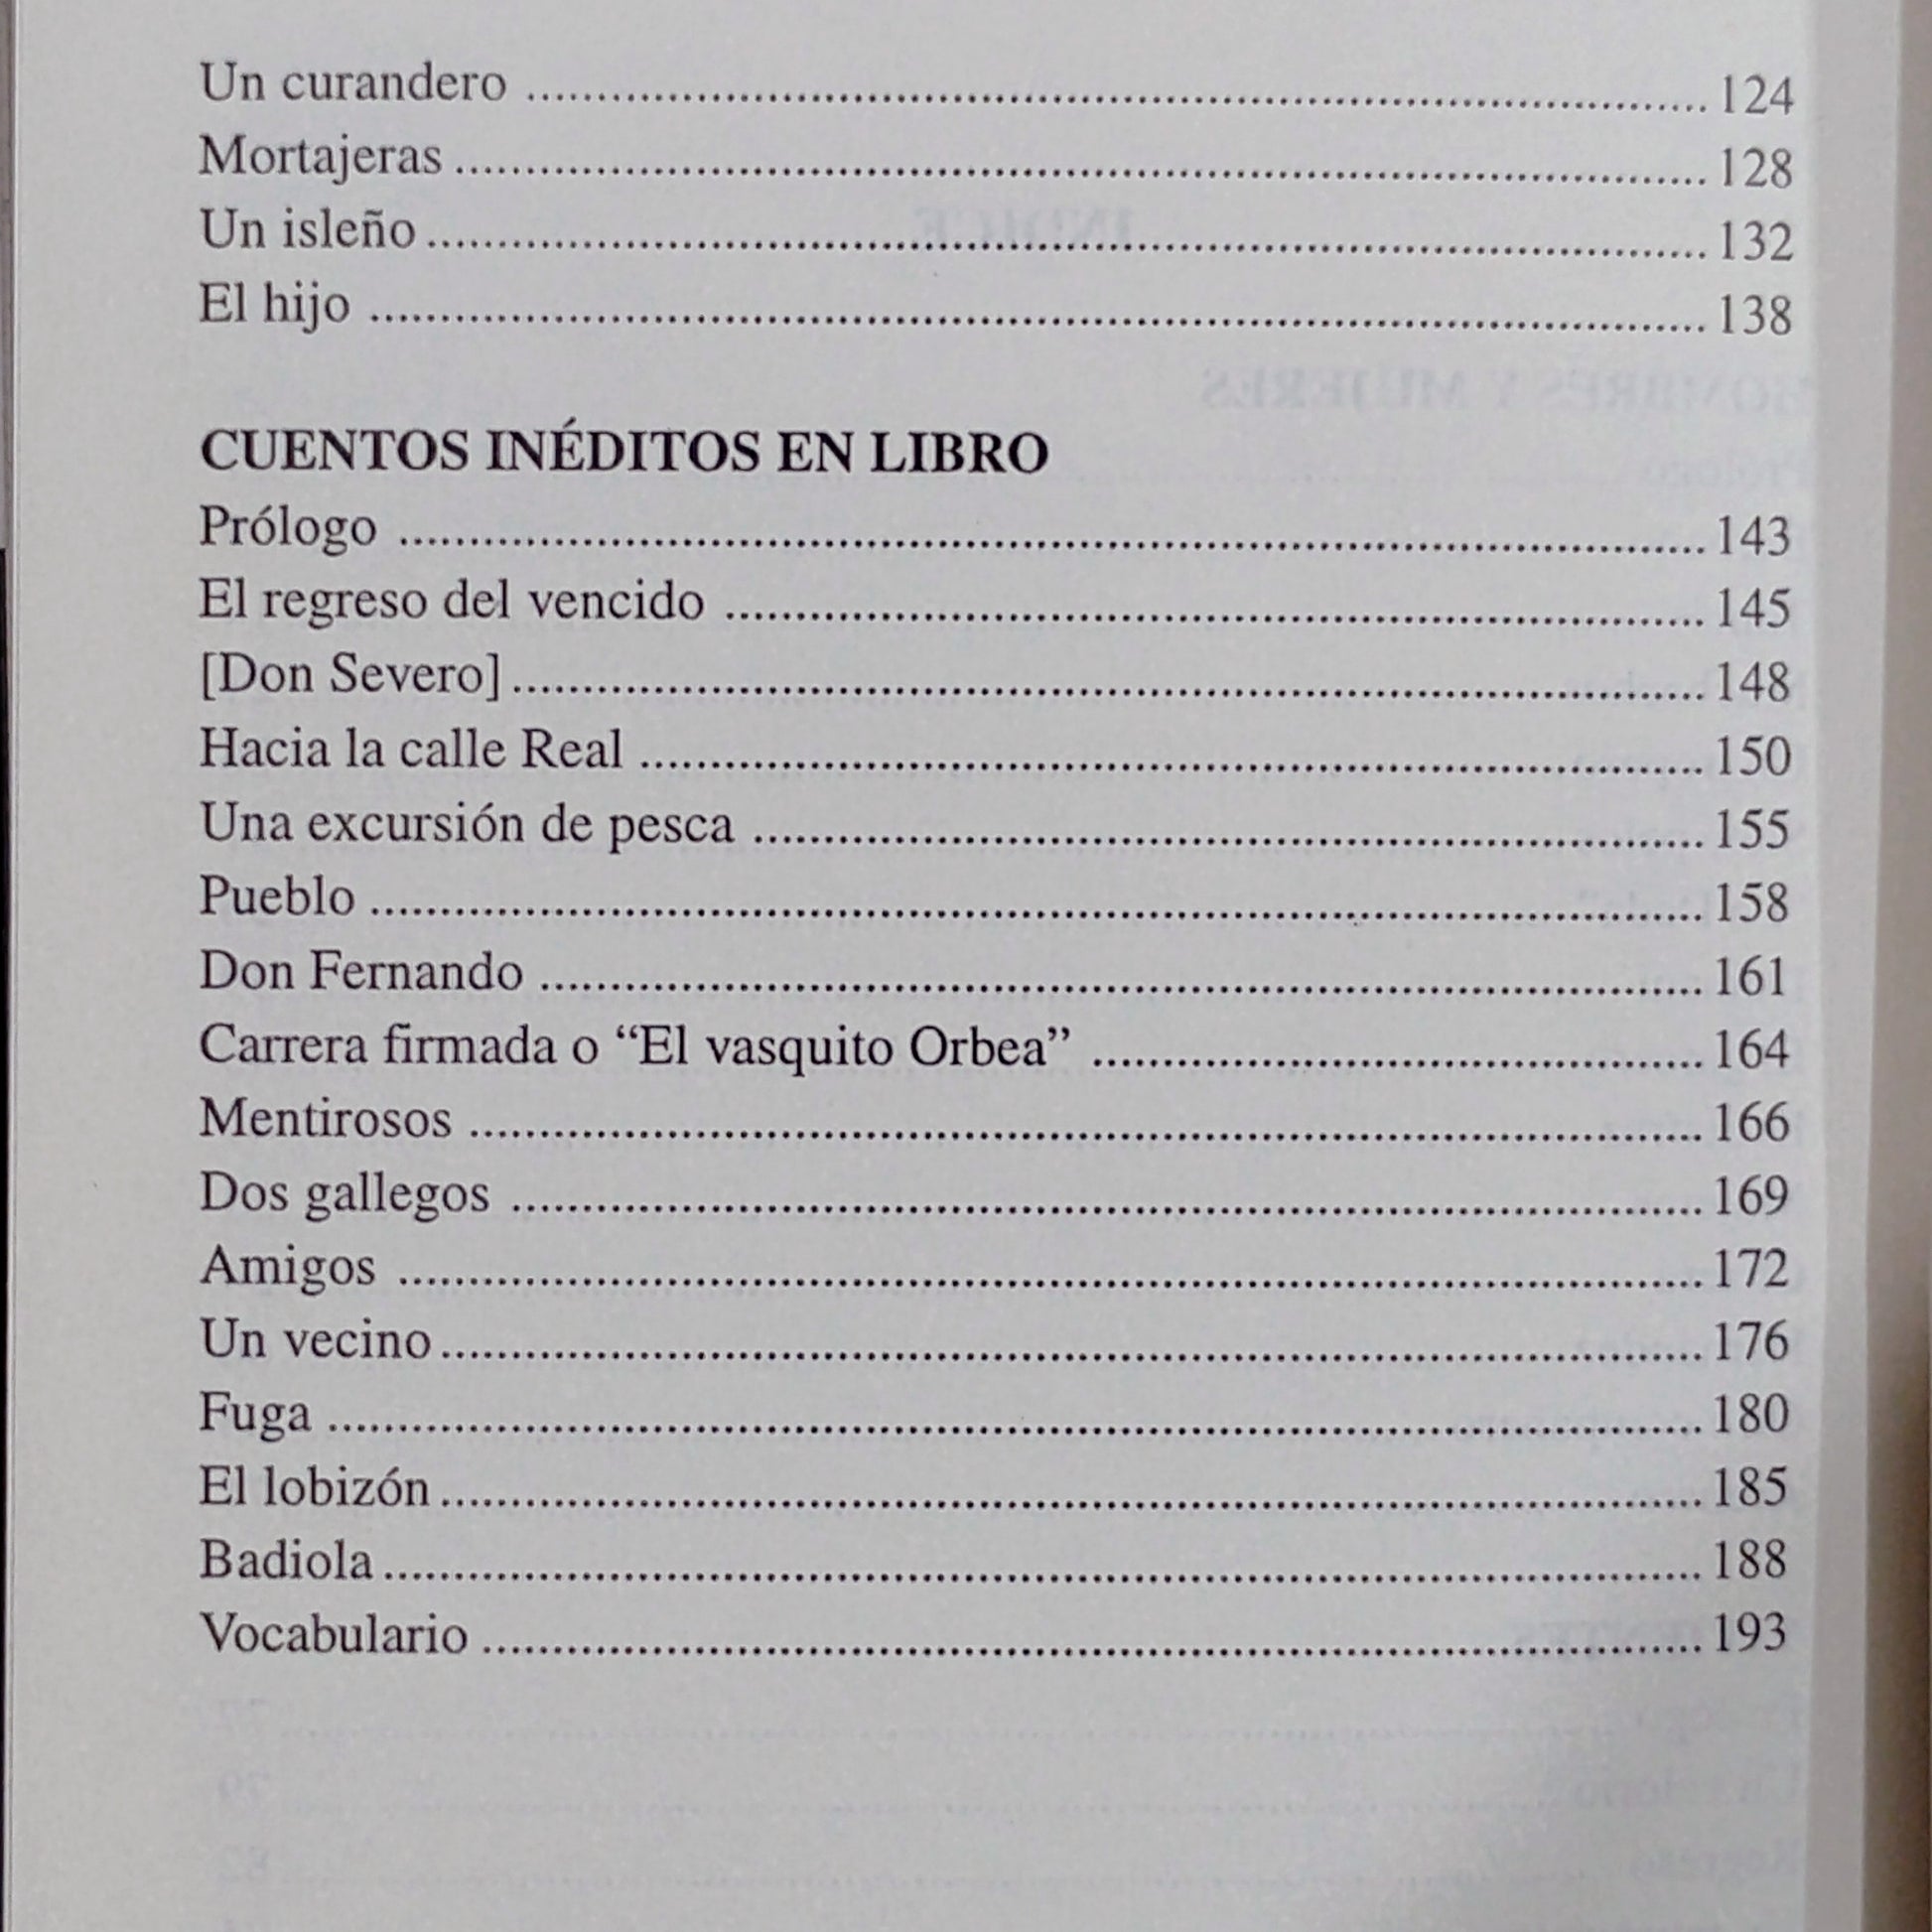 Un curandero ........ 124
Mortajeras ........ 128
Un isleño ........ 132
El hijo ........ 138
CUENTOS INÉDITOS EN LIBRO
Prólogo ........ 143
El regreso del vencido ........ 145
[Don Severo] ........ 148
Hacia la calle Real ........ 150
Una excursión de pesca ........ 155
Pueblo ........ 158
Don Fernando ........ 161
Carrera firmada o “El vasquito Orbea” ........ 164
Mentirosos ........ 166
Dos gallegos ........ 169
Amigos ........ 172
Un vecino ........ 176
Fuga ........ 180
El lobizón ........ 185
Badiola ........ 188
Vocabulario ........ 193